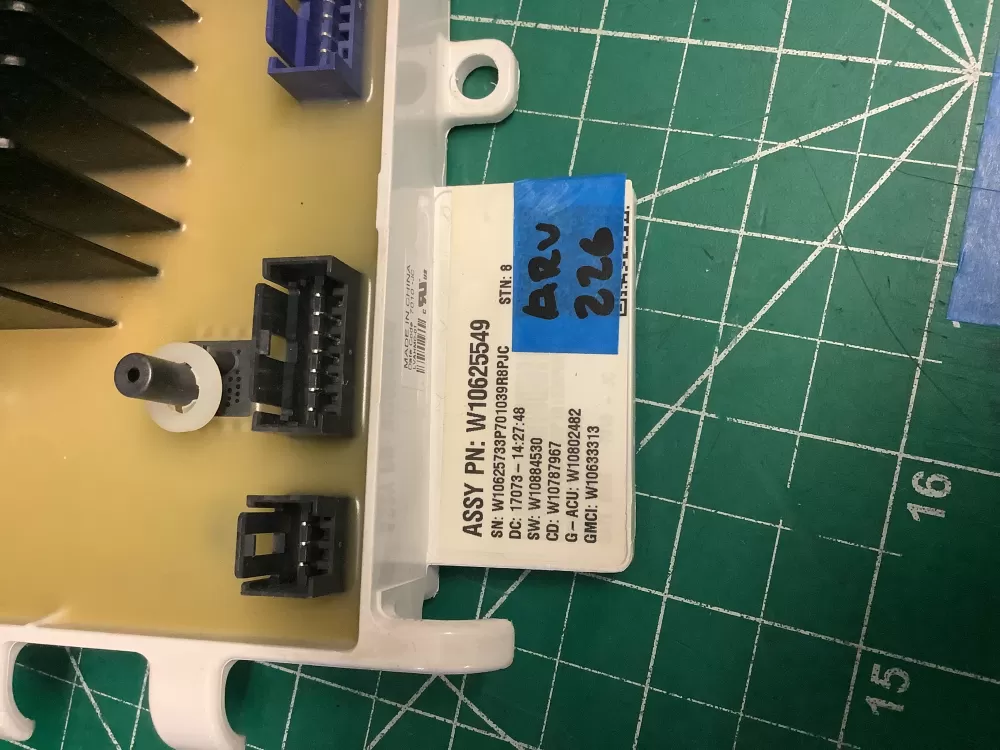 ASSY PN: W10625549
SN: W10625733P701039R8PJC STN: 8
DC: 17073 – 14:27:48
SW: W10884530
CD: W10787967
G – ACU: W10802482
GMCI: W10633313
ARV
226
MADE IN CHINA
16
15